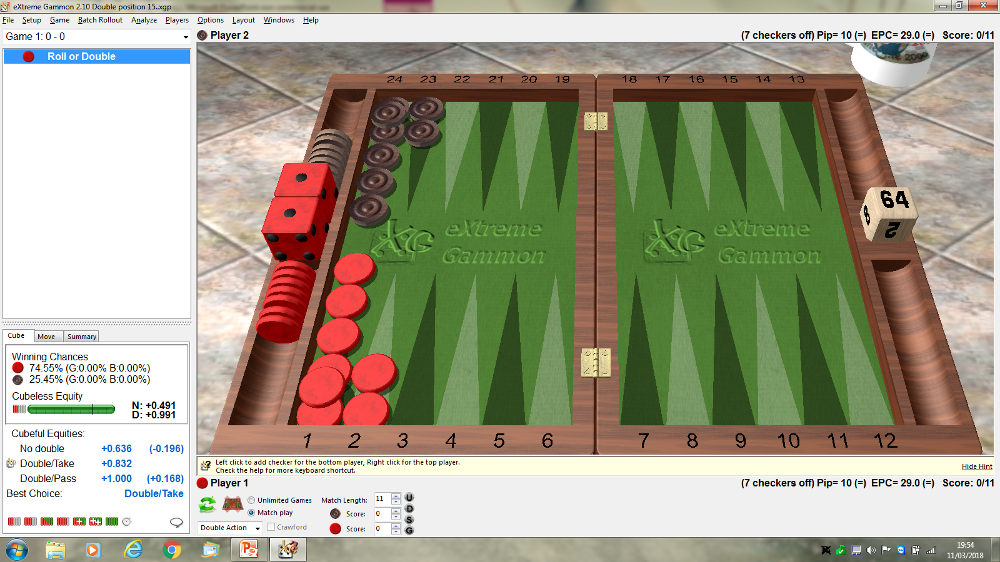 eXtreme Gammon 2.10 Double position 15..xgp
File Setup Game Batch Rollout Analyze Players Options Layout Windows Help
Game 1: 0 - 0
Player 2 (7 checkers off) Pip= 10 (=) EPC= 29.0 (=) Score: 0/11
Roll or Double
24 23 22 21 20 19 18 17 16 15 14 13
2006
64
8
2
eXtreme
Gammon
eXtreme
Gammon
XG
XG
1 2 3 4 5 6 7 8 9 10 11 12
Cube Move Summary
Winning Chances
74.55% (G:0.00% B:0.00%)
25.45% (G:0.00% B:0.00%)
Cubeless Equity
N: +0.491
D: +0.991
Cubeful Equities:
No double +0.636 (-0.196)
Double/Take +0.832
Double/Pass +1.000 (+0.168)
Best Choice: Double/Take
Left click to add checker for the bottom player, Right click for the top player.
Check the help for more keyboard shortcut.
Hide Hint
Player 1 (7 checkers off) Pip= 10 (=) EPC= 29.0 (=) Score: 0/11
Unlimited Games
Match play
Double Action
Crawford
Match Length: 11
Score: 0
Score: 0
U
D
S
G
19:54
11/03/2018